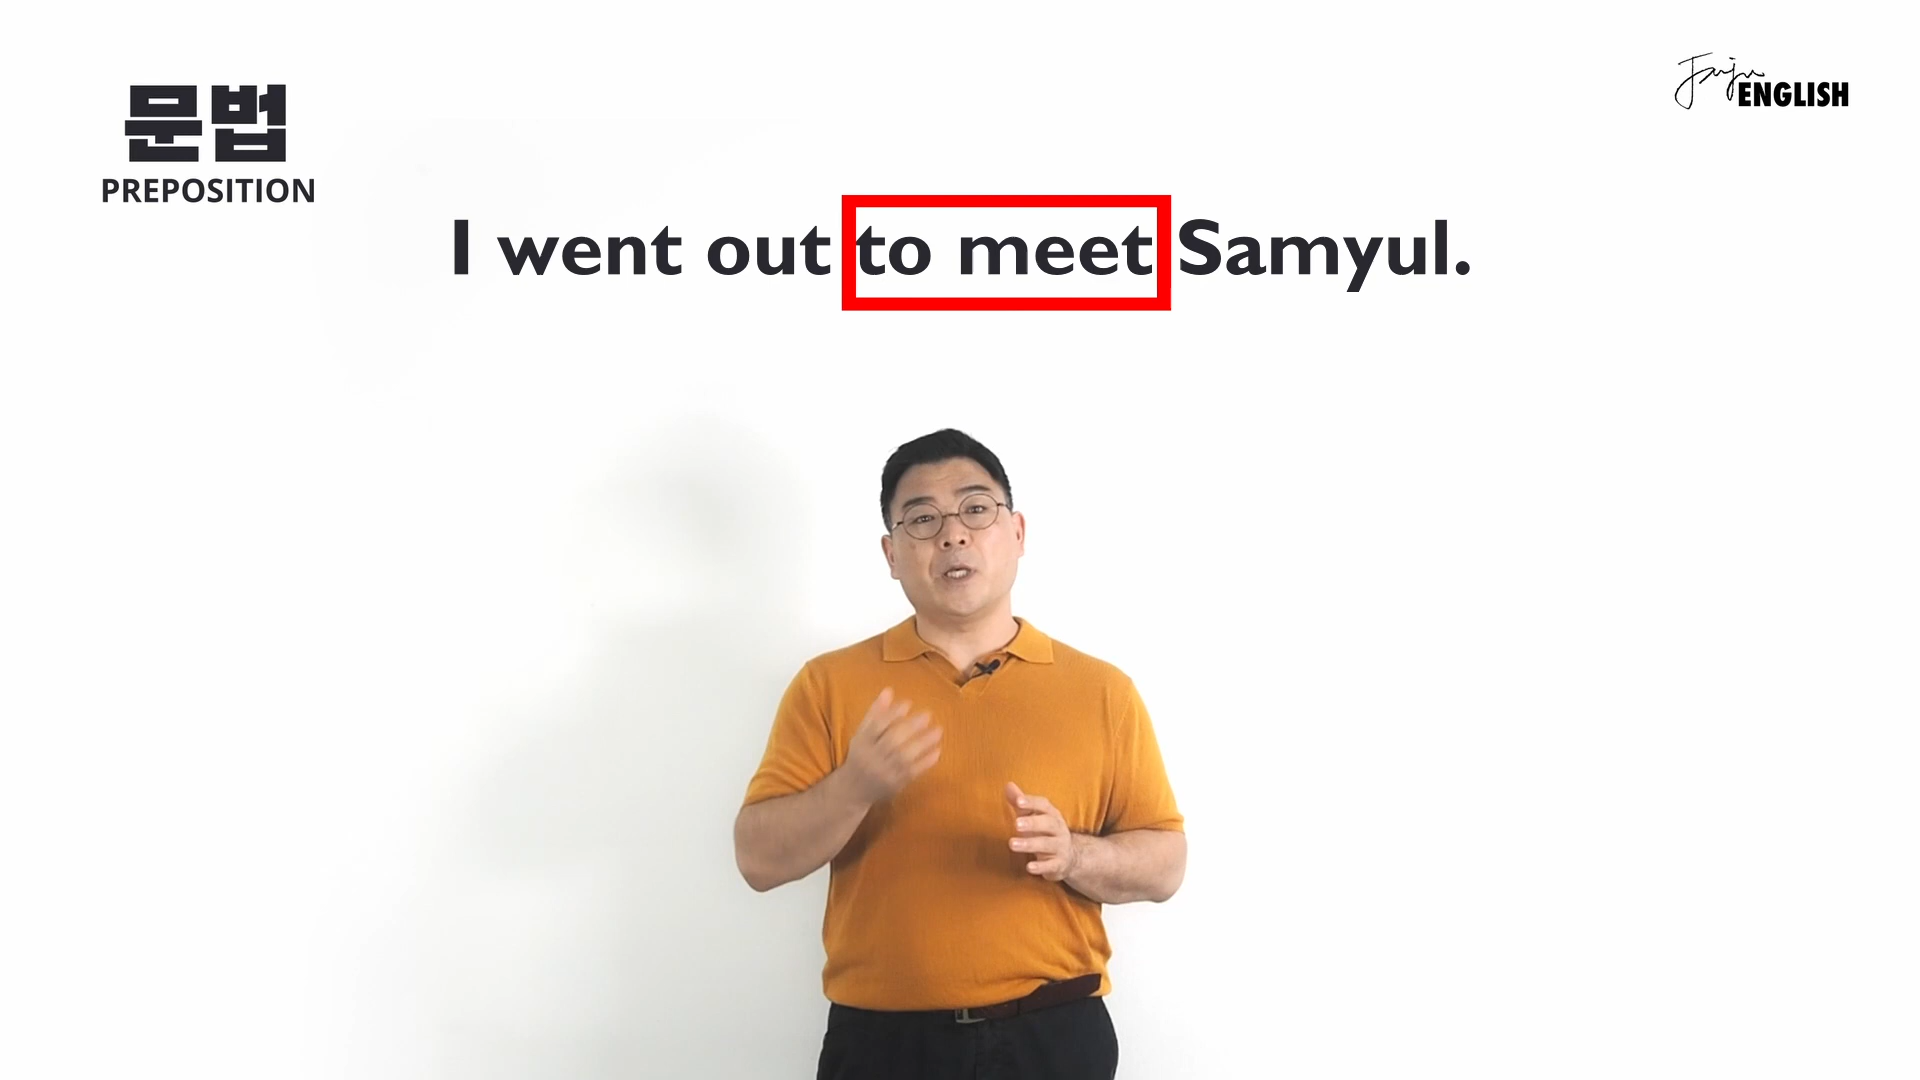 문법
PREPOSITION
ENGLISH
I went out to meet Samyul.